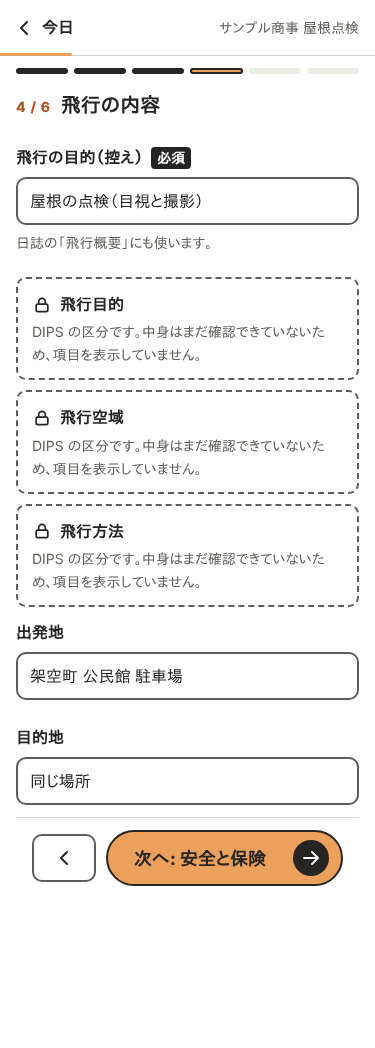 今日
サンプル商事 屋根点検
4 / 6 飛行の内容
飛行の目的（控え） 必須
屋根の点検（目視と撮影）
日誌の「飛行概要」にも使います。
飛行目的
DIPS の区分です。中身はまだ確認できていないた
め、項目を表示していません。
飛行空域
DIPS の区分です。中身はまだ確認できていないた
め、項目を表示していません。
飛行方法
DIPS の区分です。中身はまだ確認できていないた
め、項目を表示していません。
出発地
架空町 公民館 駐車場
目的地
同じ場所
次へ: 安全と保険